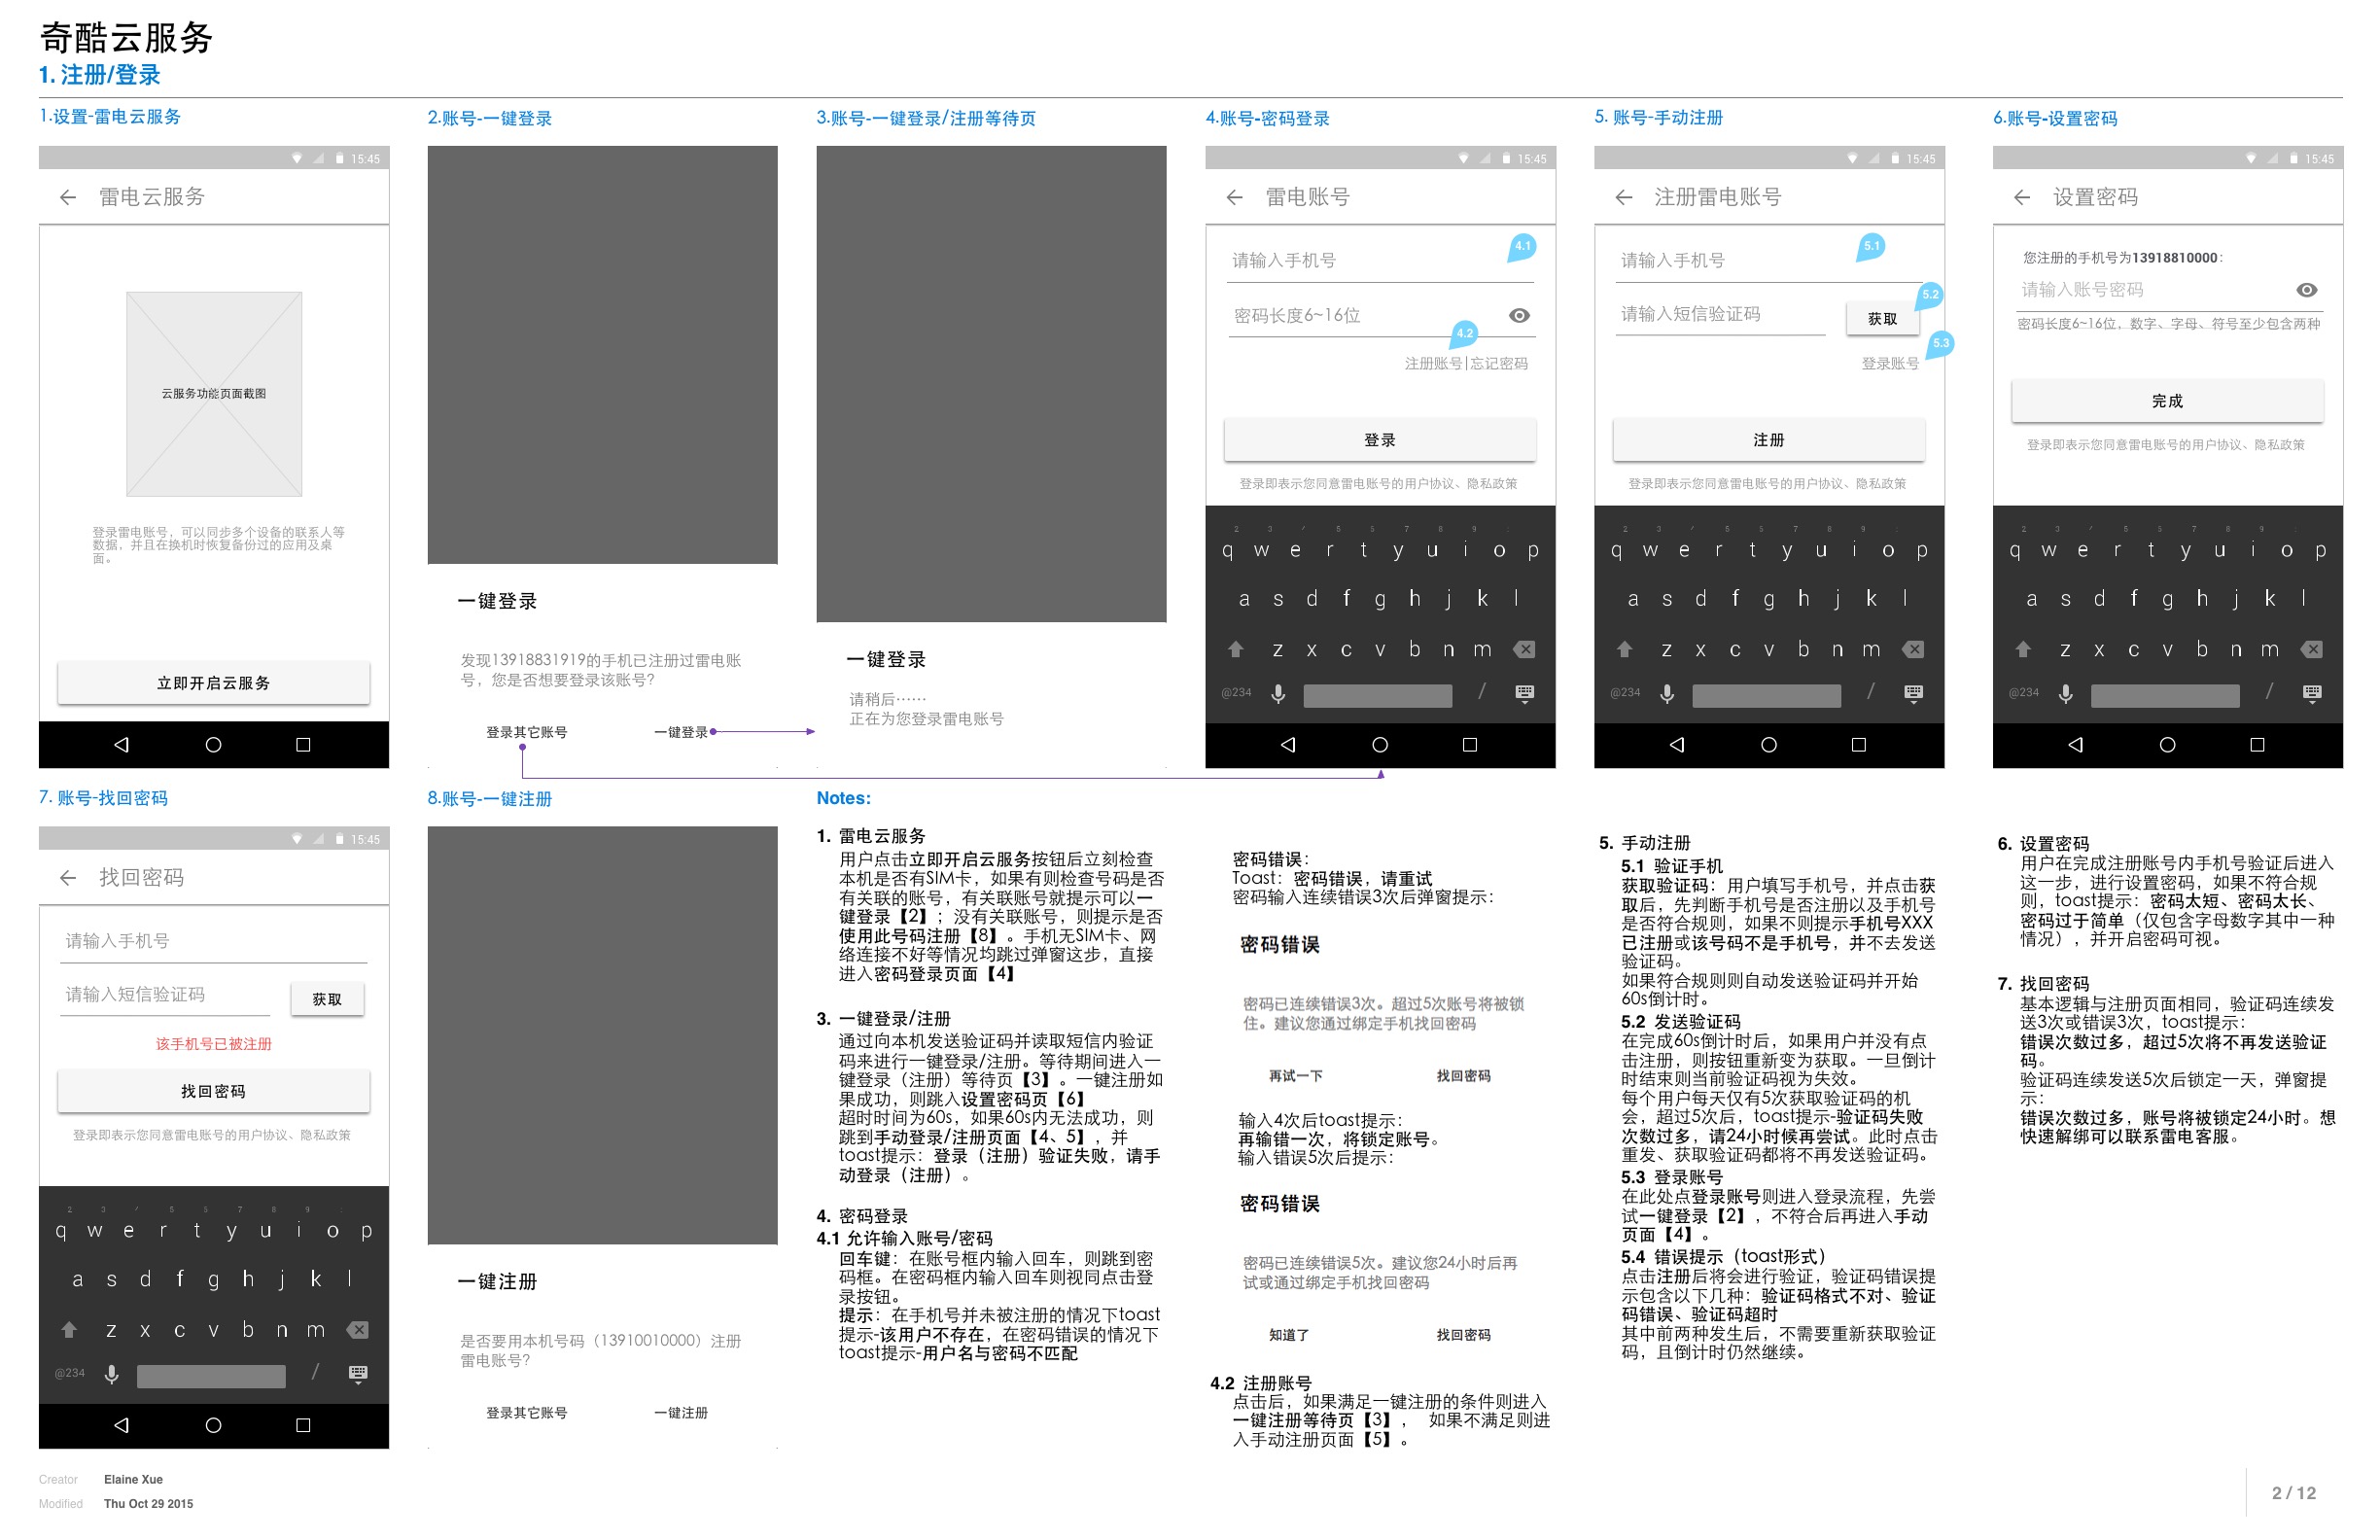 奇酷云服务
1. 注册/登录
1.设置-雷电云服务
15:45
雷电云服务
云服务功能页面截图
登录雷电账号，可以同步多个设备的联系人等
数据，并且在换机时恢复备份过的应用及桌
面。
立即开启云服务
2.账号-一键登录
一键登录
发现13918831919的手机已注册过雷电账
号，您是否想要登录该账号?
登录其它账号
一键登录
3.账号-一键登录/注册等待页
一键登录
请稍后……
正在为您登录雷电账号
4.账号-密码登录
15:45
雷电账号
4.1
请输入手机号
密码长度6~16位
4.2
注册账号|忘记密码
登录
登录即表示您同意雷电账号的用户协议、隐私政策
q w e r t y u i o p
a s d f g h j k l
z x c v b n m
@234 /
5. 账号-手动注册
15:45
注册雷电账号
5.1
请输入手机号
5.2
请输入短信验证码
获取
5.3
登录账号
注册
登录即表示您同意雷电账号的用户协议、隐私政策
q w e r t y u i o p
a s d f g h j k l
z x c v b n m
@234 /
6.账号-设置密码
15:45
设置密码
您注册的手机号为13918810000：
请输入账号密码
密码长度6~16位，数字、字母、符号至少包含两种
完成
登录即表示您同意雷电账号的用户协议、隐私政策
q w e r t y u i o p
a s d f g h j k l
z x c v b n m
@234 /
7. 账号-找回密码
15:45
找回密码
请输入手机号
请输入短信验证码
获取
该手机号已被注册
找回密码
登录即表示您同意雷电账号的用户协议、隐私政策
q w e r t y u i o p
a s d f g h j k l
z x c v b n m
@234 /
8.账号-一键注册
一键注册
是否要用本机号码（13910010000）注册
雷电账号?
登录其它账号
一键注册
Notes:
1. 雷电云服务
用户点击立即开启云服务按钮后立刻检查
本机是否有SIM卡，如果有则检查号码是否
有关联的账号，有关联账号就提示可以一
键登录【2】；没有关联账号，则提示是否
使用此号码注册【8】。手机无SIM卡、网
络连接不好等情况均跳过弹窗这步，直接
进入密码登录页面【4】
3. 一键登录/注册
通过向本机发送验证码并读取短信内验证
码来进行一键登录/注册。等待期间进入一
键登录（注册）等待页【3】。一键注册如
果成功，则跳入设置密码页【6】
超时时间为60s，如果60s内无法成功，则
跳到手动登录/注册页面【4、5】，并
toast提示：登录（注册）验证失败，请手
动登录（注册）。
4. 密码登录
4.1 允许输入账号/密码
回车键：在账号框内输入回车，则跳到密
码框。在密码框内输入回车则视同点击登
录按钮。
提示：在手机号并未被注册的情况下toast
提示-该用户不存在，在密码错误的情况下
toast提示-用户名与密码不匹配
密码错误：
Toast：密码错误，请重试
密码输入连续错误3次后弹窗提示：
密码错误
密码已连续错误3次。超过5次账号将被锁
住。建议您通过绑定手机找回密码
再试一下
找回密码
输入4次后toast提示：
再输错一次，将锁定账号。
输入错误5次后提示：
密码错误
密码已连续错误5次。建议您24小时后再
试或通过绑定手机找回密码
知道了
找回密码
4.2 注册账号
点击后，如果满足一键注册的条件则进入
一键注册等待页【3】， 如果不满足则进
入手动注册页面【5】。
5. 手动注册
5.1 验证手机
获取验证码：用户填写手机号，并点击获
取后，先判断手机号是否注册以及手机号
是否符合规则，如果不则提示手机号XXX
已注册或该号码不是手机号，并不去发送
验证码。
如果符合规则则自动发送验证码并开始
60s倒计时。
5.2 发送验证码
在完成60s倒计时后，如果用户并没有点
击注册，则按钮重新变为获取。一旦倒计
时结束则当前验证码视为失效。
每个用户每天仅有5次获取验证码的机
会，超过5次后，toast提示-验证码失败
次数过多，请24小时候再尝试。此时点击
重发、获取验证码都将不再发送验证码。
5.3 登录账号
在此处点登录账号则进入登录流程，先尝
试一键登录【2】，不符合后再进入手动
页面【4】。
5.4 错误提示（toast形式）
点击注册后将会进行验证，验证码错误提
示包含以下几种：验证码格式不对、验证
码错误、验证码超时
其中前两种发生后，不需要重新获取验证
码，且倒计时仍然继续。
6. 设置密码
用户在完成注册账号内手机号验证后进入
这一步，进行设置密码，如果不符合规
则，toast提示：密码太短、密码太长、
密码过于简单（仅包含字母数字其中一种
情况），并开启密码可视。
7. 找回密码
基本逻辑与注册页面相同，验证码连续发
送3次或错误3次，toast提示：
错误次数过多，超过5次将不再发送验证
码。
验证码连续发送5次后锁定一天，弹窗提
示：
错误次数过多，账号将被锁定24小时。想
快速解绑可以联系雷电客服。
Creator Elaine Xue
Modified Thu Oct 29 2015
2 / 12